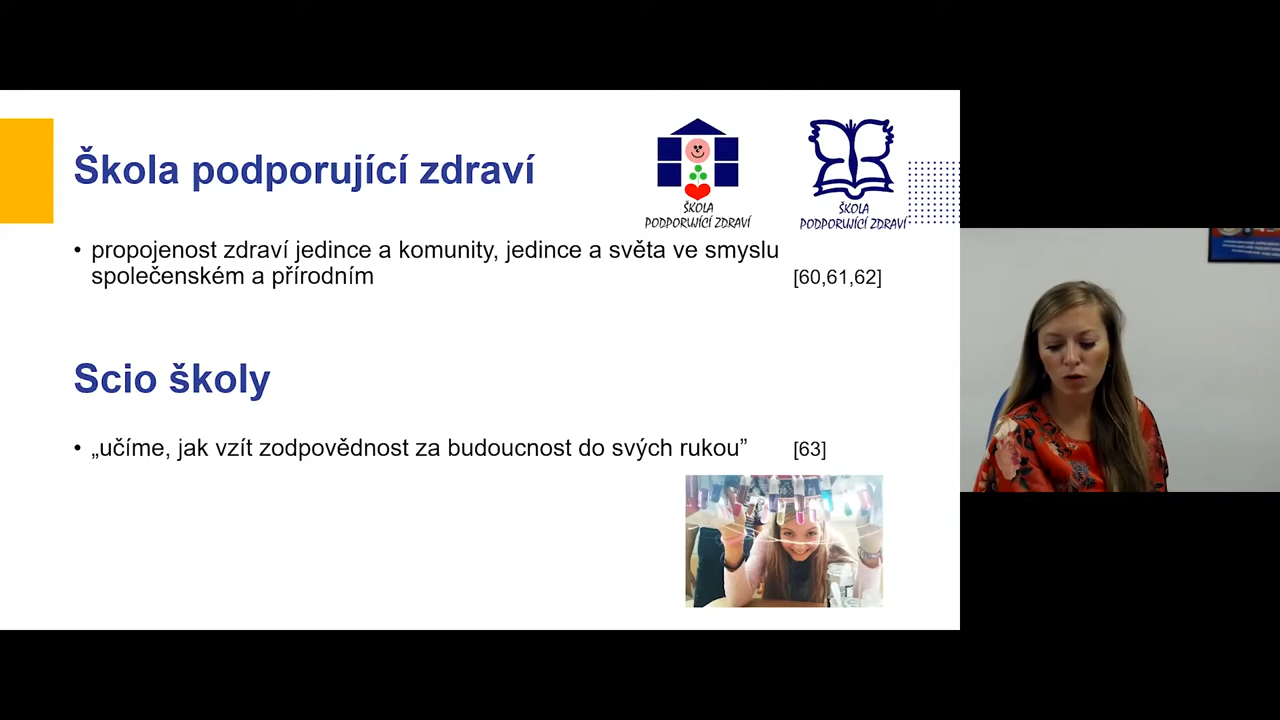 Škola podporující zdraví
ŠKOLA
PODPORUJÍCÍ ZDRAVÍ
ŠKOLA
PODPORUJÍCÍ ZDRAVÍ
• propojenost zdraví jedince a komunity, jedince a světa ve smyslu
společenském a přírodním [60,61,62]
Scio školy
• „učíme, jak vzít zodpovědnost za budoucnost do svých rukou” [63]